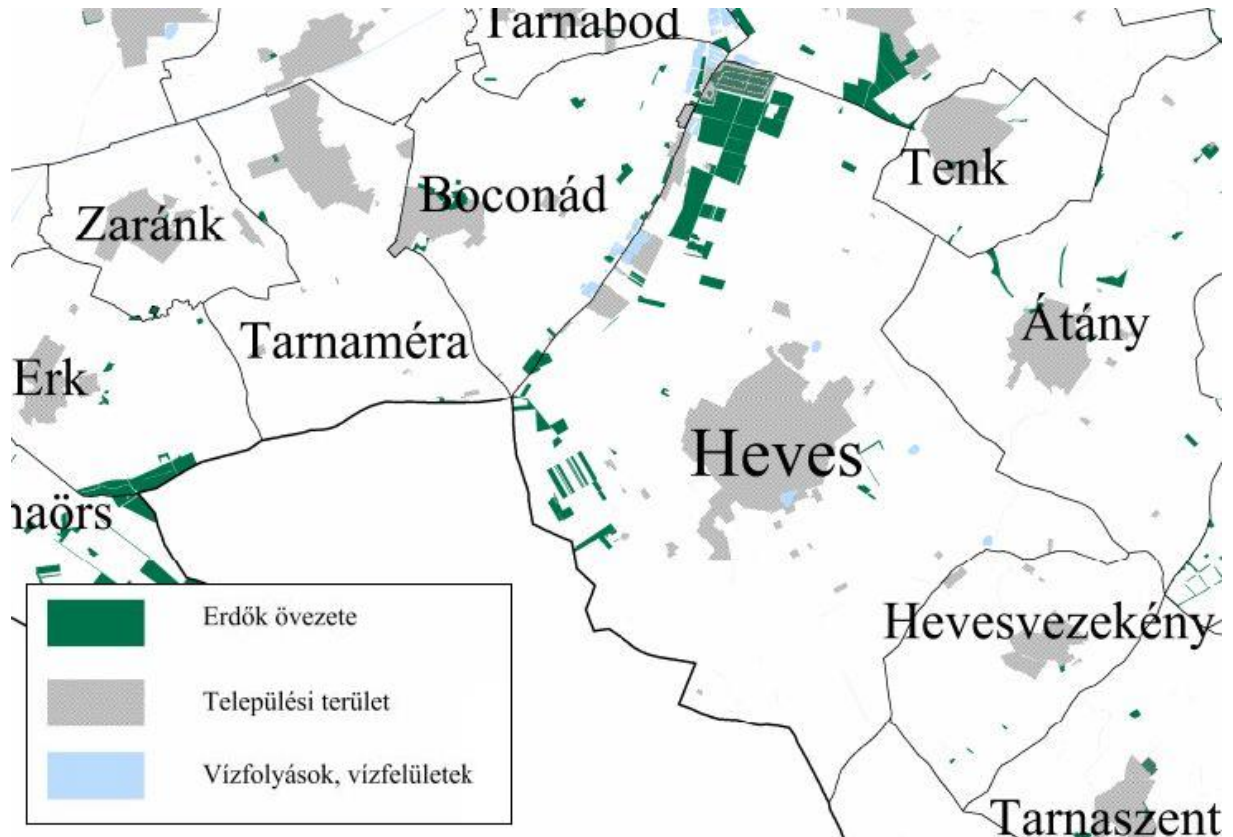 Tarnabod
Tenk
Boconád
Zaránk
Átány
Tarnaméra
Erk
Heves
naörs
Hevesvezekény
Tarnaszent
Erdők övezete
Települési terület
Vízfolyások, vízfelületek